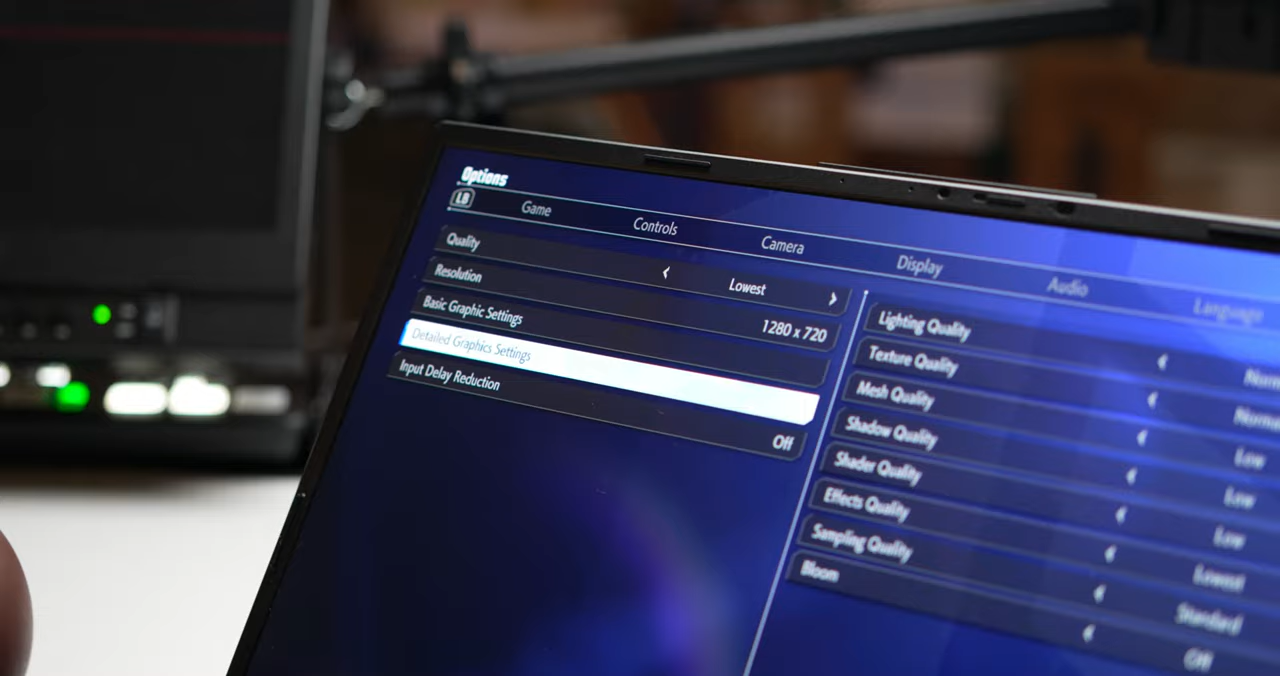 Options
LB Game Controls Camera Display Audio Language
Quality Lowest
Resolution 1280 x 720
Basic Graphic Settings
Detailed Graphics Settings
Input Delay Reduction Off
Lighting Quality
Texture Quality
Mesh Quality Low
Shadow Quality Low
Shader Quality Low
Effects Quality Lowest
Sampling Quality Standard
Bloom Off